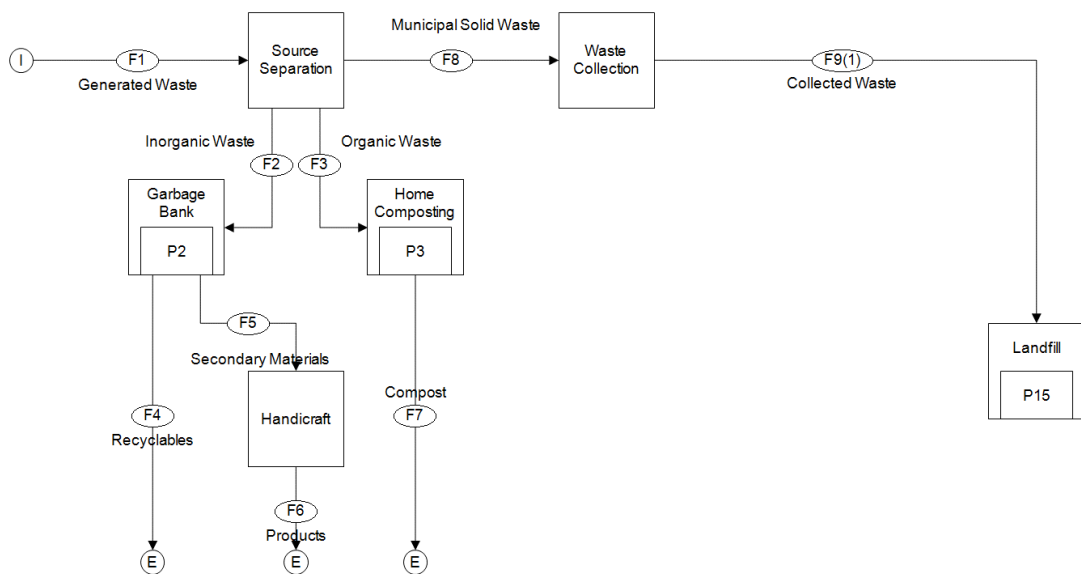 Municipal Solid Waste
I
F1
Source
Separation
F8
Waste
Collection
F9(1)
Generated Waste
Collected Waste
Inorganic Waste
Organic Waste
F2
F3
Garbage
Bank
P2
Home
Composting
P3
F5
Secondary Materials
Landfill
P15
Compost
F4
Recyclables
Handicraft
F7
F6
Products
E
E
E